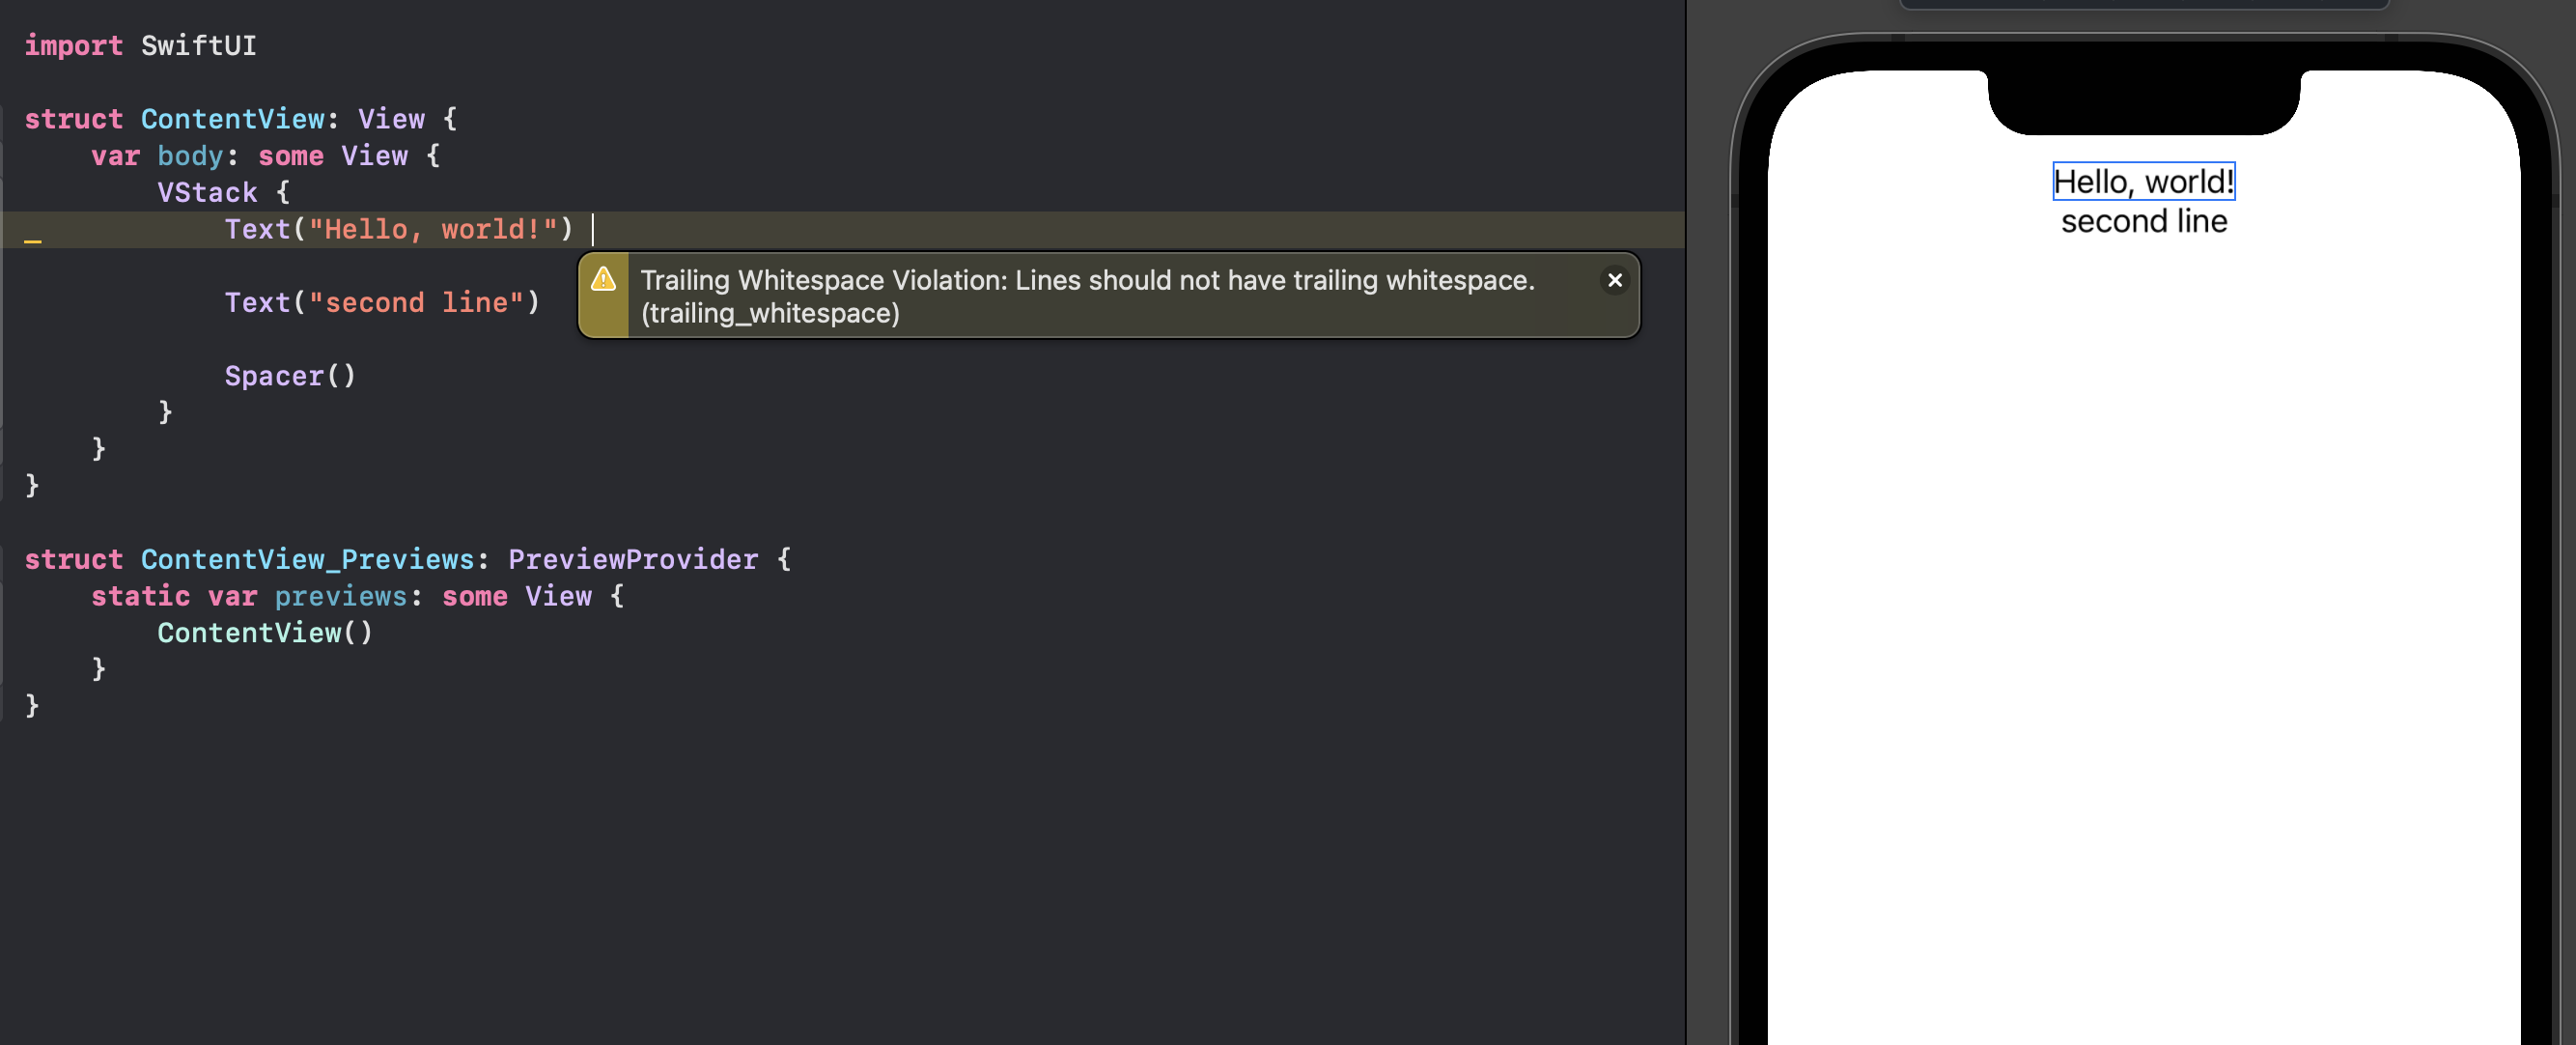 import SwiftUI
struct ContentView: View {
    var body: some View {
        VStack {
            Text("Hello, world!")
            Text("second line")
            Spacer()
        }
    }
}
struct ContentView_Previews: PreviewProvider {
    static var previews: some View {
        ContentView()
    }
}
Trailing Whitespace Violation: Lines should not have trailing whitespace.
(trailing_whitespace)
Hello, world!
second line